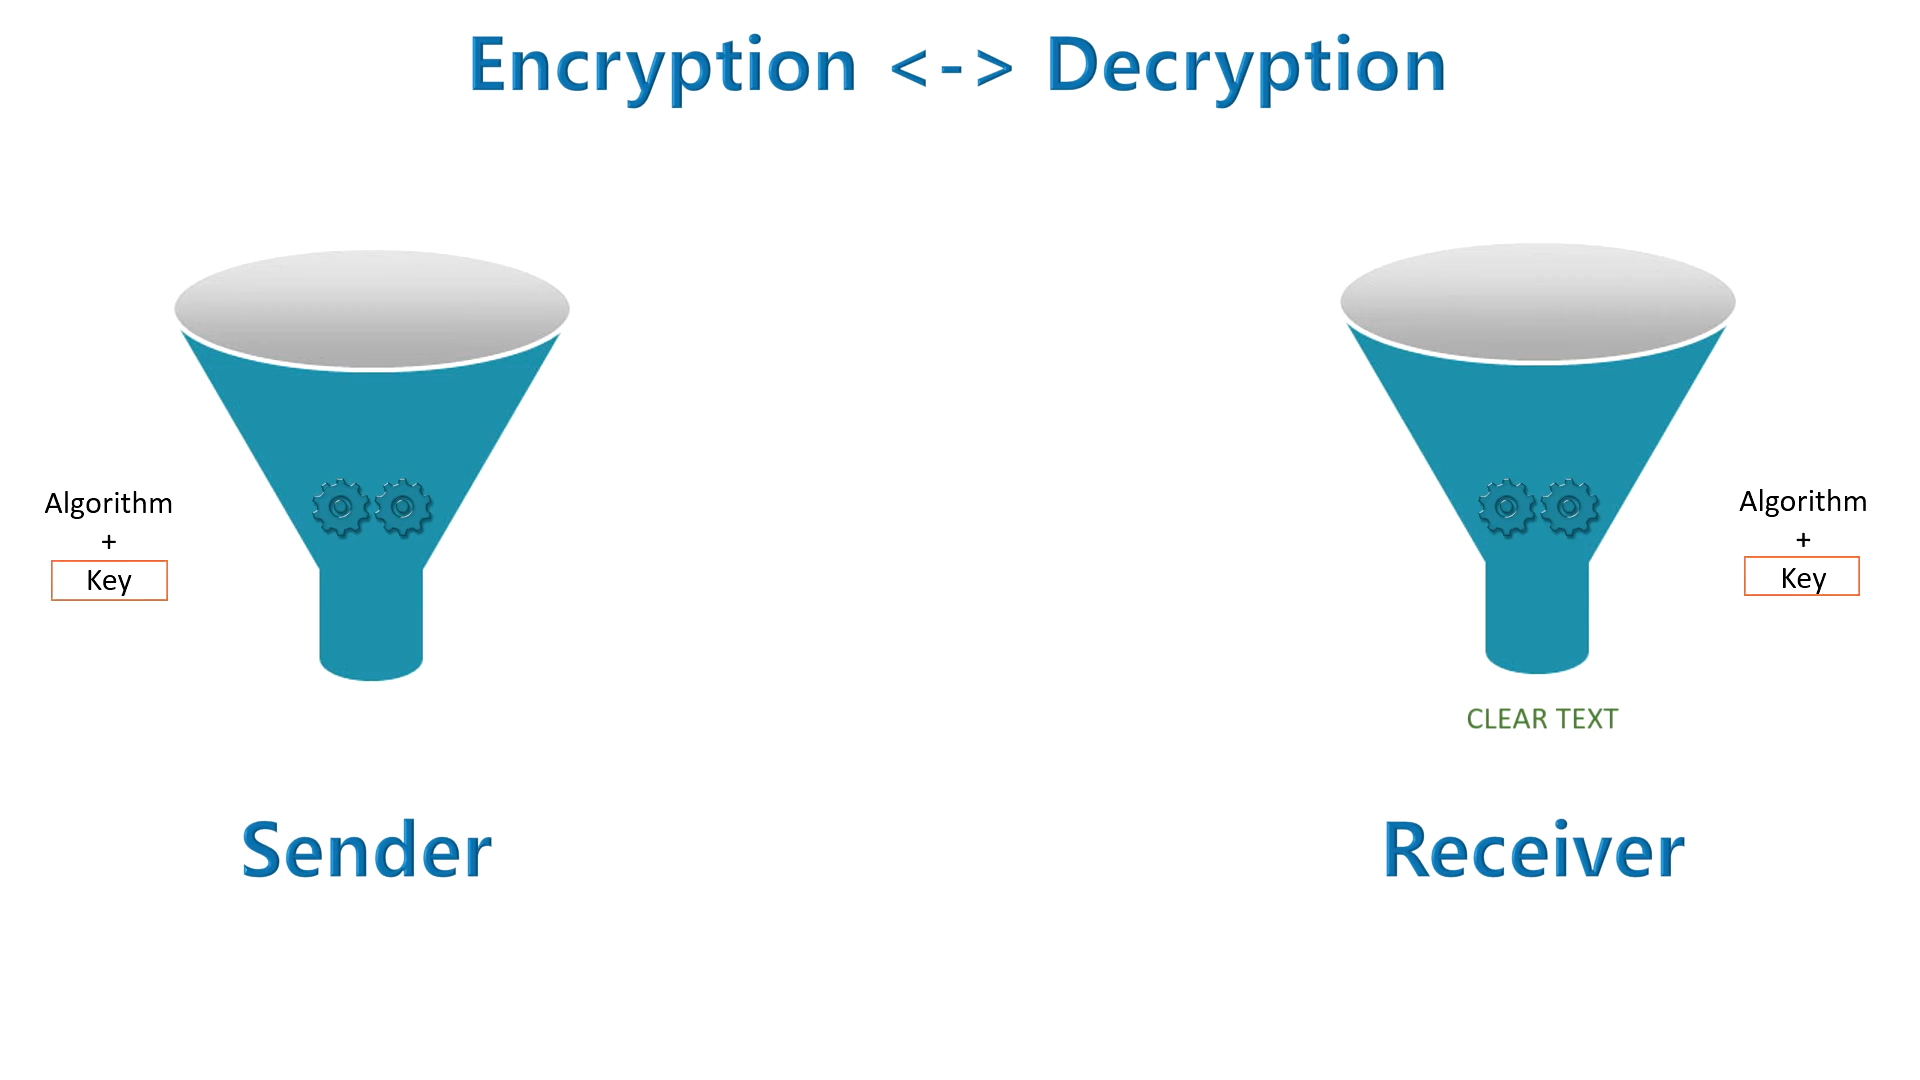 Encryption <-> Decryption
Algorithm
+
Key
Algorithm
+
Key
CLEAR TEXT
Sender
Receiver